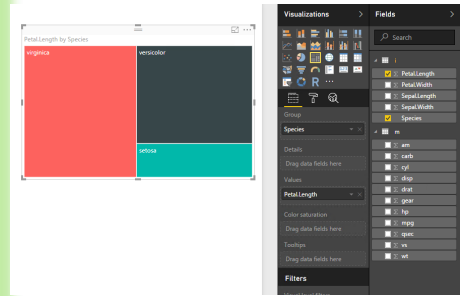 Petal.Length by Species
virginica
versicolor
setosa
Visualizations
R
Group
Species
Details
Drag data fields here
Values
Petal.Length
Color saturation
Drag data fields here
Tooltips
Drag data fields here
Filters
Fields
Search
i
Petal.Length
Petal.Width
Sepal.Length
Sepal.Width
Species
m
am
carb
cyl
disp
drat
gear
hp
mpg
qsec
vs
wt